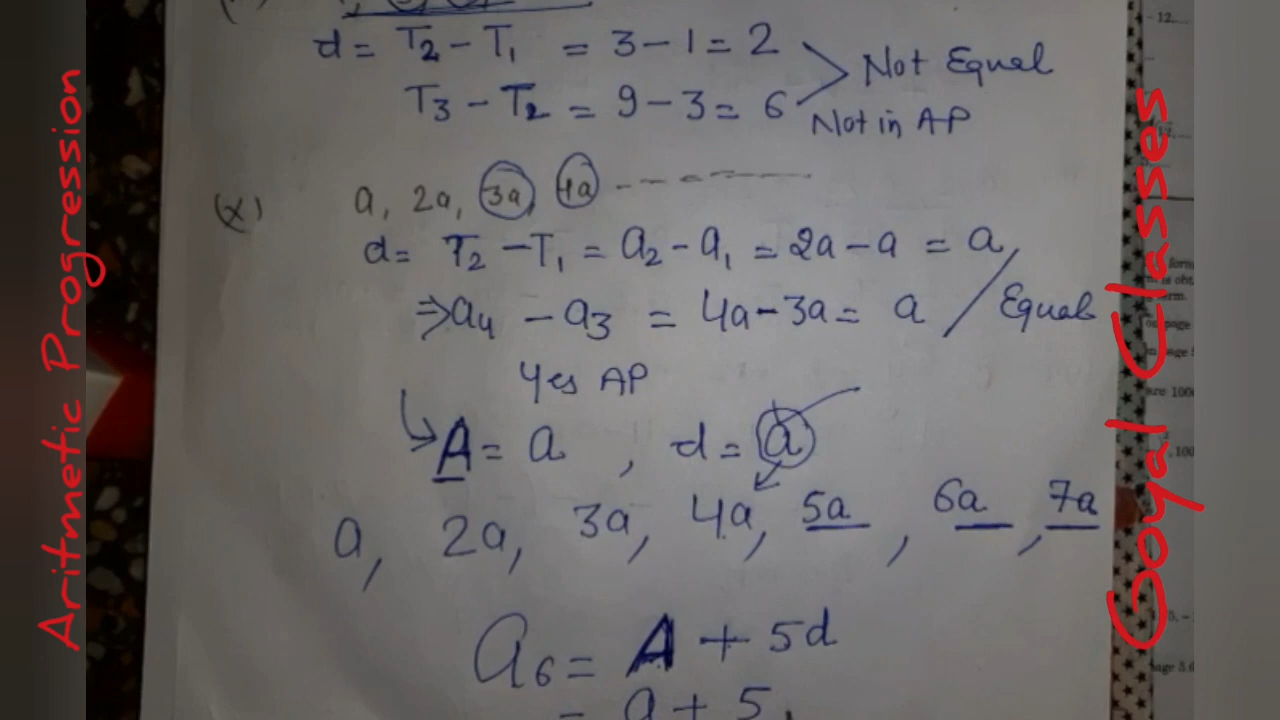 Aritmetic Progression
d = T2 - T1 = 3 - 1 = 2
Not Equal
T3 - T2 = 9 - 3 = 6
Not in AP
(x) a, 2a, 3a, 4a -------
d = T2 - T1 = a2 - a1 = 2a - a = a
⇒ a4 - a3 = 4a - 3a = a / Equal
Yes AP
A = a , d = a
a, 2a, 3a, 4a, 5a , 6a , 7a
a6 = A + 5d
= a + 5
Goyal Classes
- 12....